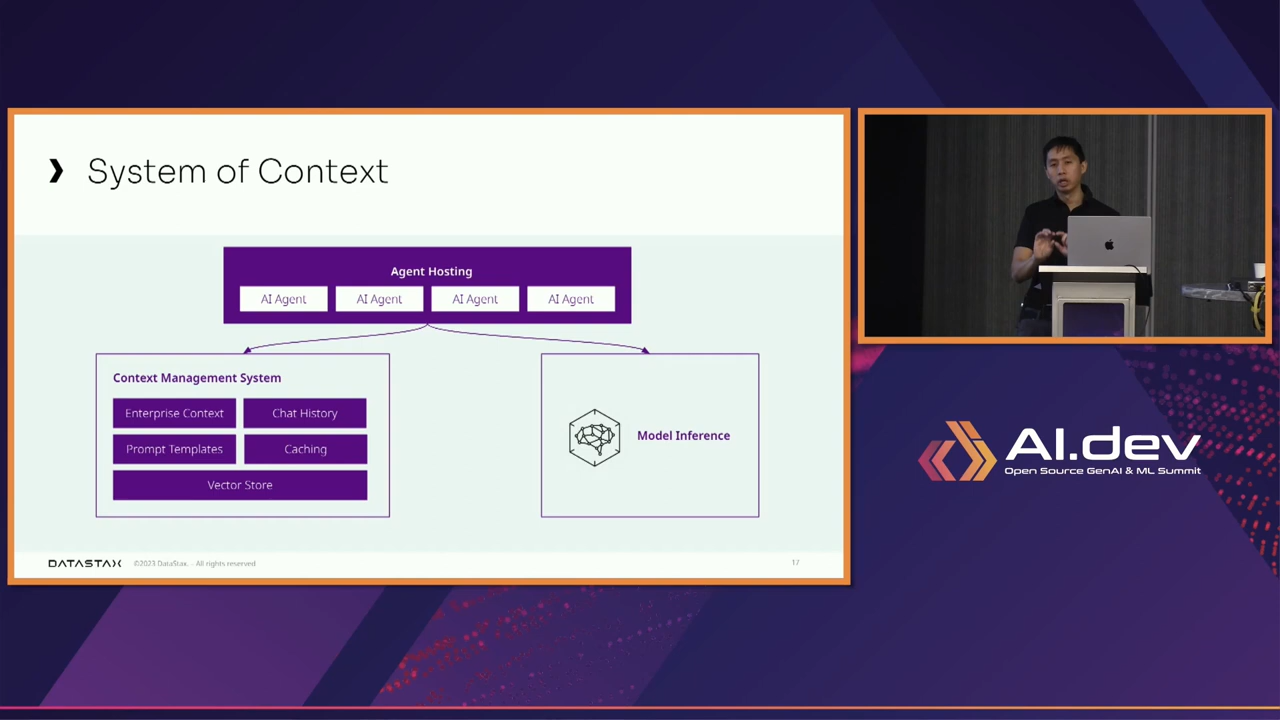 System of Context
Agent Hosting
AI Agent
AI Agent
AI Agent
AI Agent
Context Management System
Enterprise Context
Chat History
Prompt Templates
Caching
Vector Store
Model Inference
DATASTAX
©2023 DataStax. – All rights reserved
17
AI.dev
Open Source GenAI & ML Summit